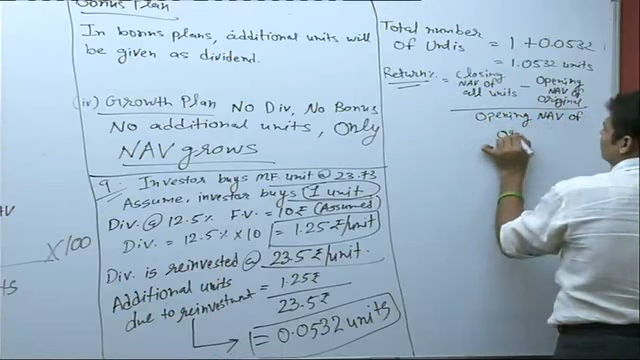 Bonus Plan
In bonus plans, additional units will
be given as dividend.
(iv) Growth Plan No Div, No Bonus
No additional units, Only
NAV grows
9. Investor buys MF unit @ 23.73
Assume, investor buys 1 unit
Div. @ 12.5% F.V. = 10₹ (Assumed)
Div. = 12.5% × 10 = 1.25₹/unit
Div. is reinvested @ 23.5₹/unit.
Additional units = 1.25₹
due to reinvestment 23.5₹
= 0.0532 units
×100
Total number
of Units = 1 + 0.0532
= 1.0532 units
Return% = Closing NAV of all units − Opening NAV of original
Opening NAV of